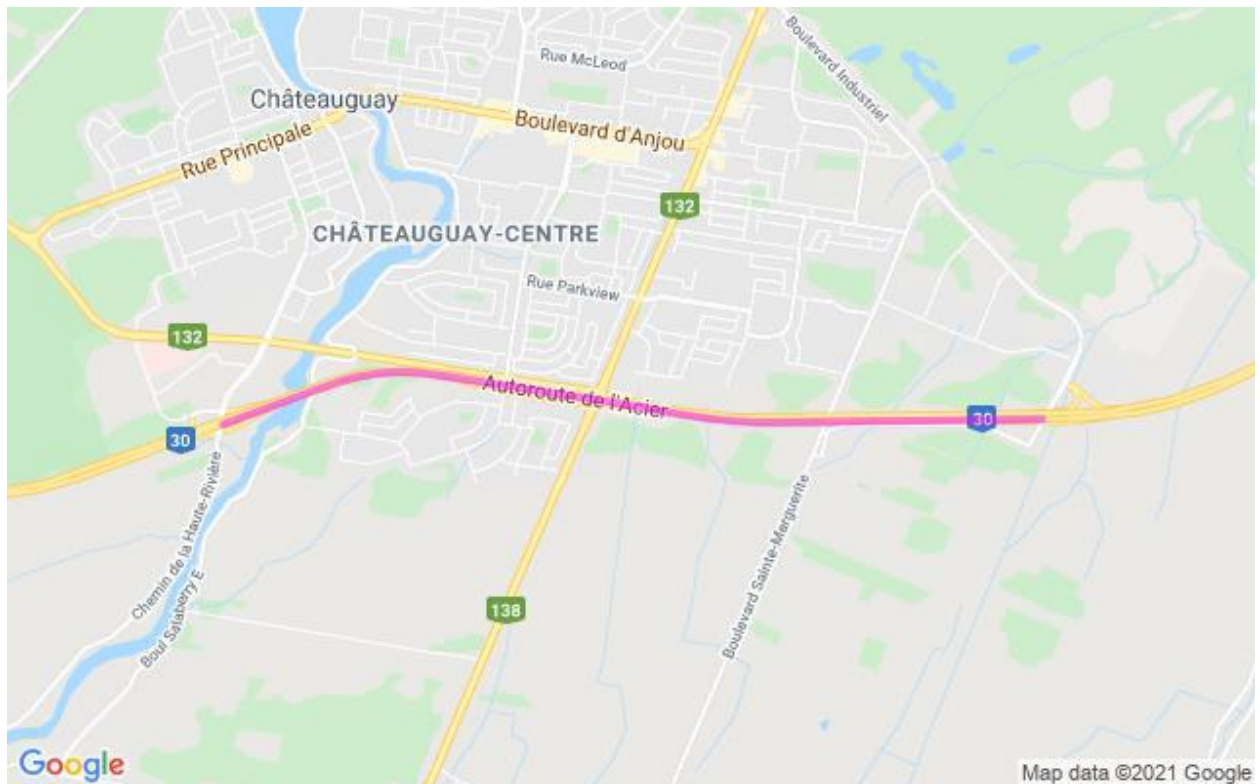 Boulevard Industriel
Rue McLeod
Châteauguay
Boulevard d'Anjou
Rue Principale
132
CHÂTEAUGUAY-CENTRE
Rue Parkview
132
Autoroute de l'Acier
30
30
Chemin de la Haute-Rivière
Boulevard Sainte-Merguerite
Boul Salaberry E
138
Google
Map data ©2021 Google